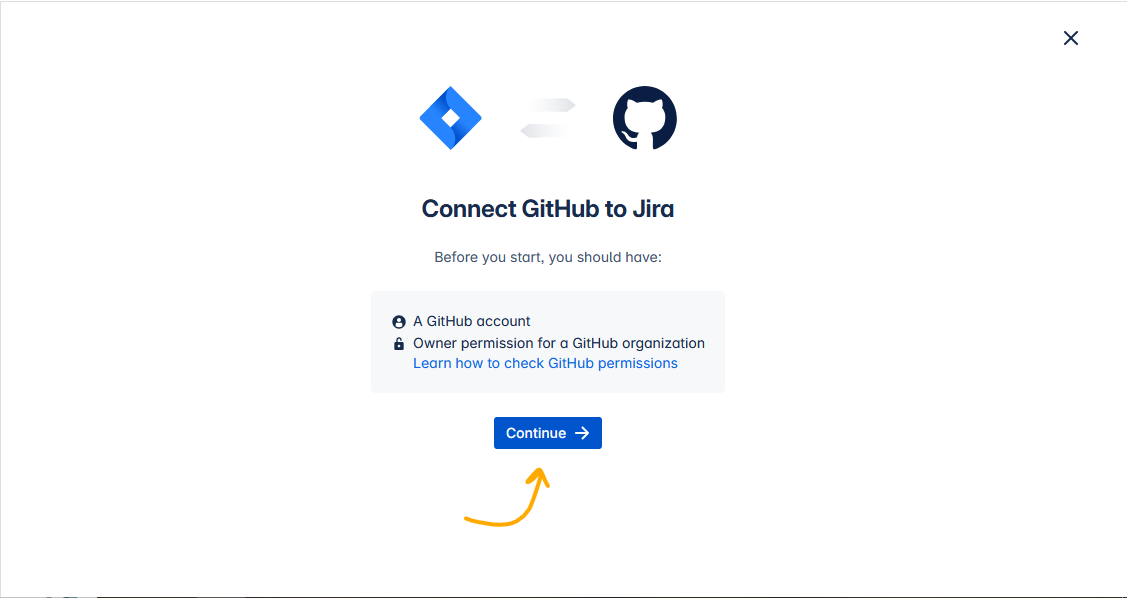 Connect GitHub to Jira
Before you start, you should have:
A GitHub account
Owner permission for a GitHub organization
Learn how to check GitHub permissions
Continue